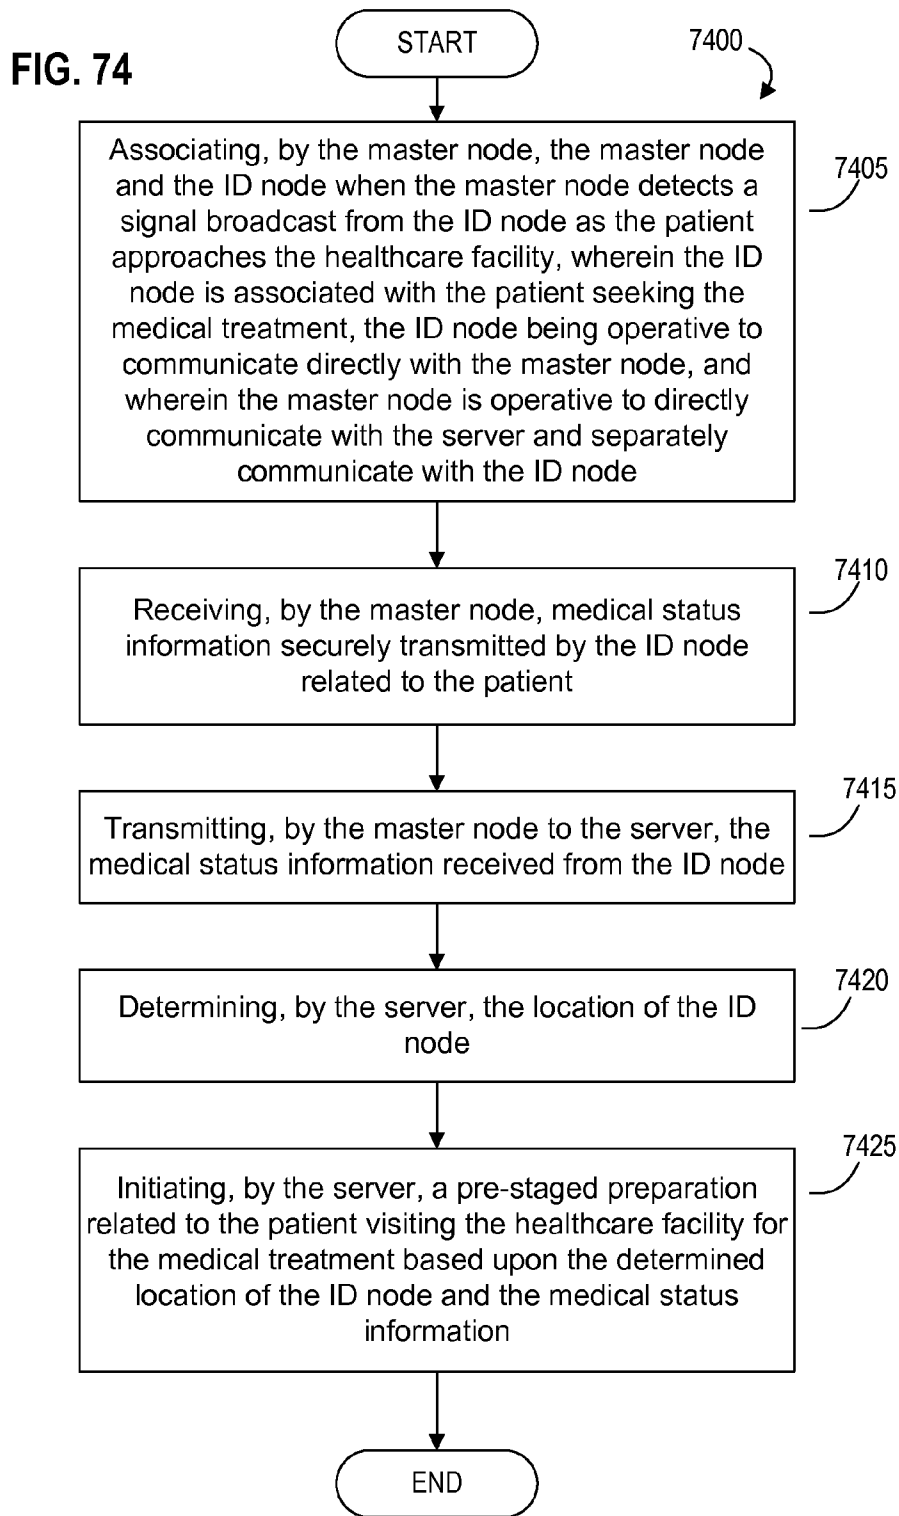 START
7400
FIG. 74
Associating, by the master node, the master node
and the ID node when the master node detects a
signal broadcast from the ID node as the patient
approaches the healthcare facility, wherein the ID
node is associated with the patient seeking the
medical treatment, the ID node being operative to
communicate directly with the master node, and
wherein the master node is operative to directly
communicate with the server and separately
communicate with the ID node
7405
Receiving, by the master node, medical status
information securely transmitted by the ID node
related to the patient
7410
Transmitting, by the master node to the server, the
medical status information received from the ID node
7415
Determining, by the server, the location of the ID
node
7420
Initiating, by the server, a pre-staged preparation
related to the patient visiting the healthcare facility for
the medical treatment based upon the determined
location of the ID node and the medical status
information
7425
END